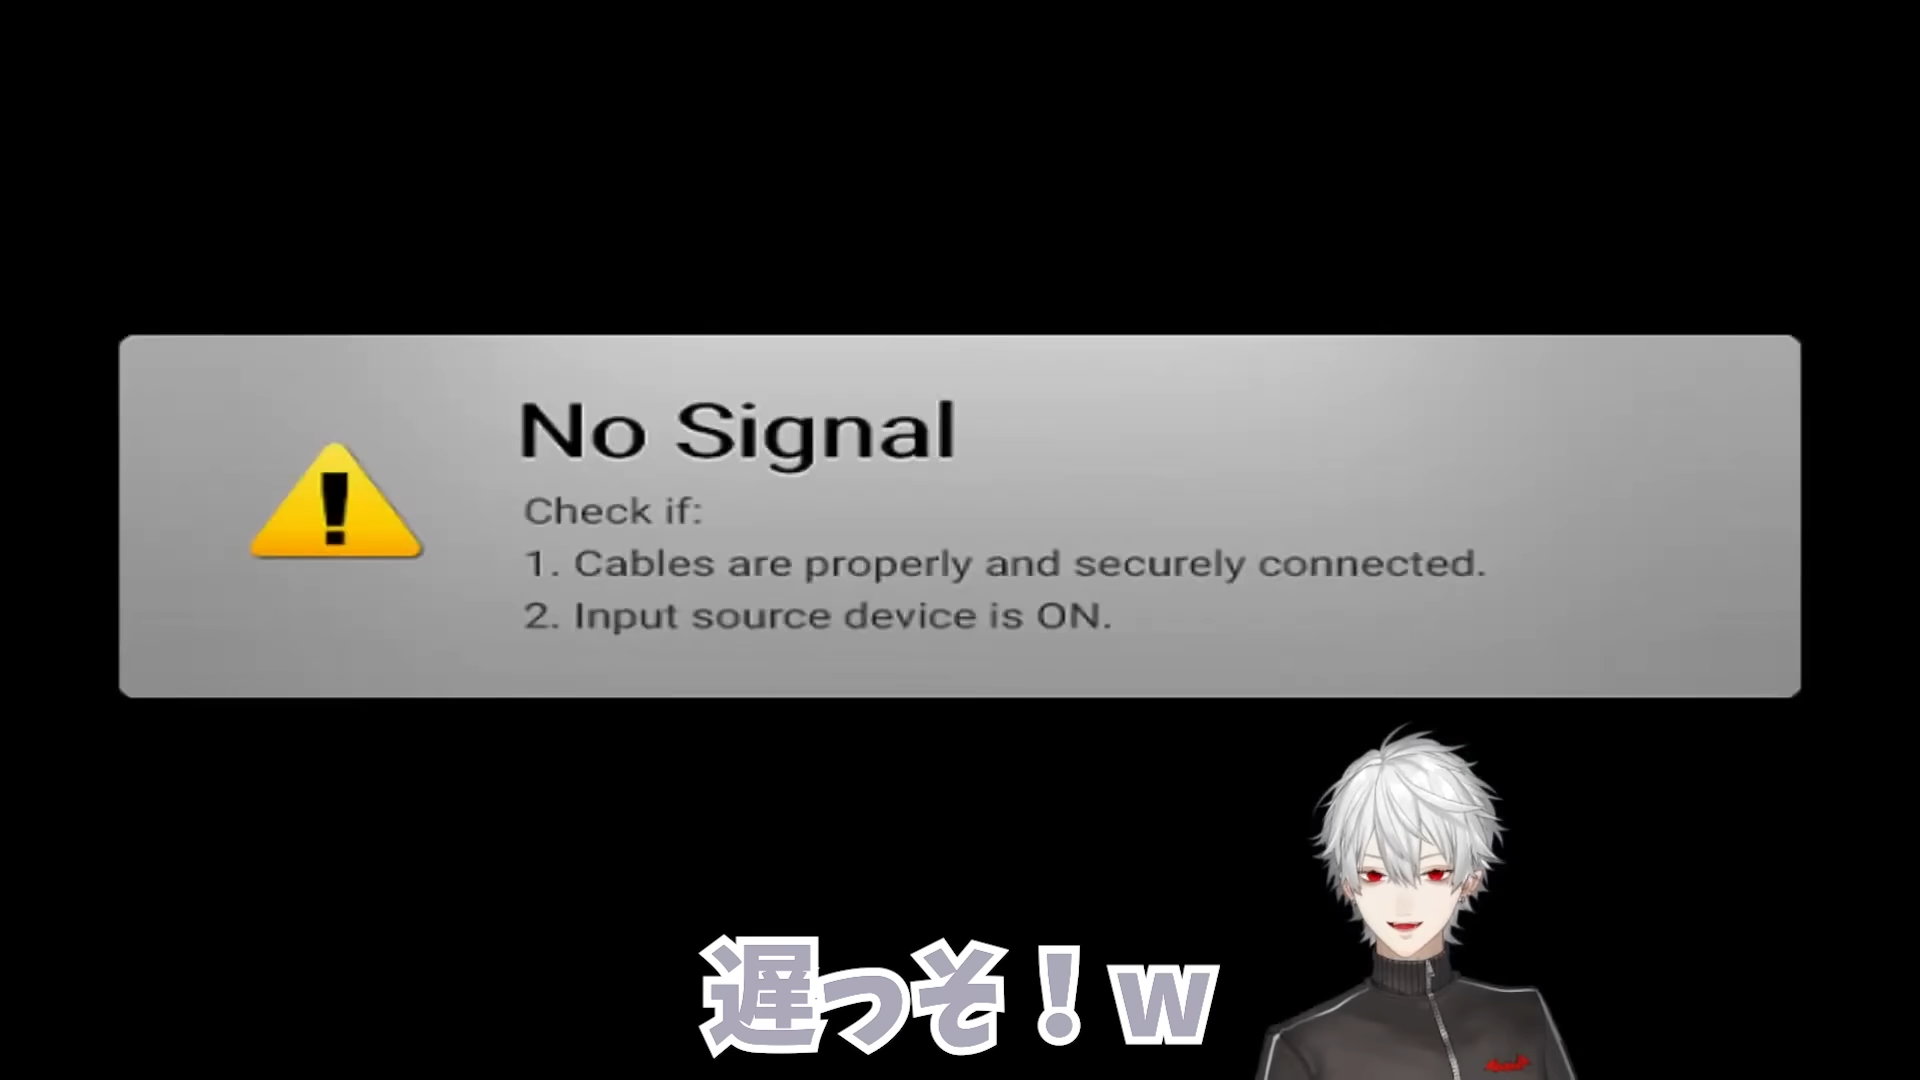 No Signal
Check if:
1. Cables are properly and securely connected.
2. Input source device is ON.
遅っそ！w